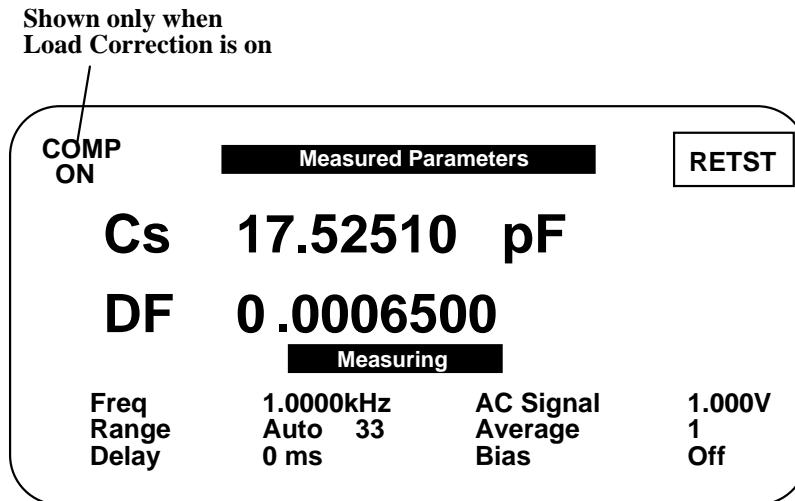 Shown only when
Load Correction is on
COMP
ON
Measured Parameters
RETST
Cs 17.52510 pF
DF 0.0006500
Measuring
Freq 1.0000kHz AC Signal 1.000V
Range Auto 33 Average 1
Delay 0 ms Bias Off